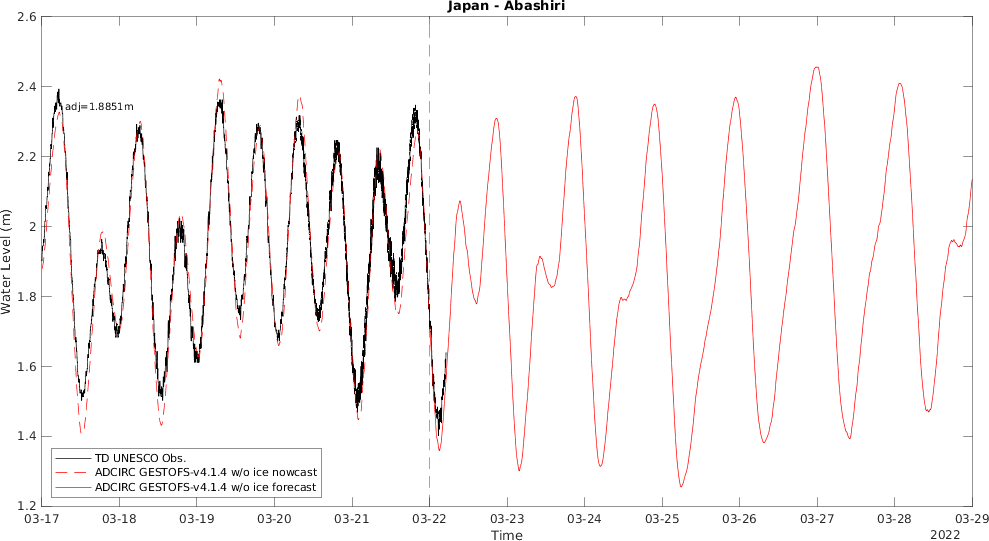 Japan - Abashiri
2.6
2.4
2.2
2
1.8
1.6
1.4
1.2
Water Level (m)
adj=1.8851m
TD UNESCO Obs.
ADCIRC GESTOFS-v4.1.4 w/o ice nowcast
ADCIRC GESTOFS-v4.1.4 w/o ice forecast
03-17 03-18 03-19 03-20 03-21 03-22 03-23 03-24 03-25 03-26 03-27 03-28 03-29
Time
2022